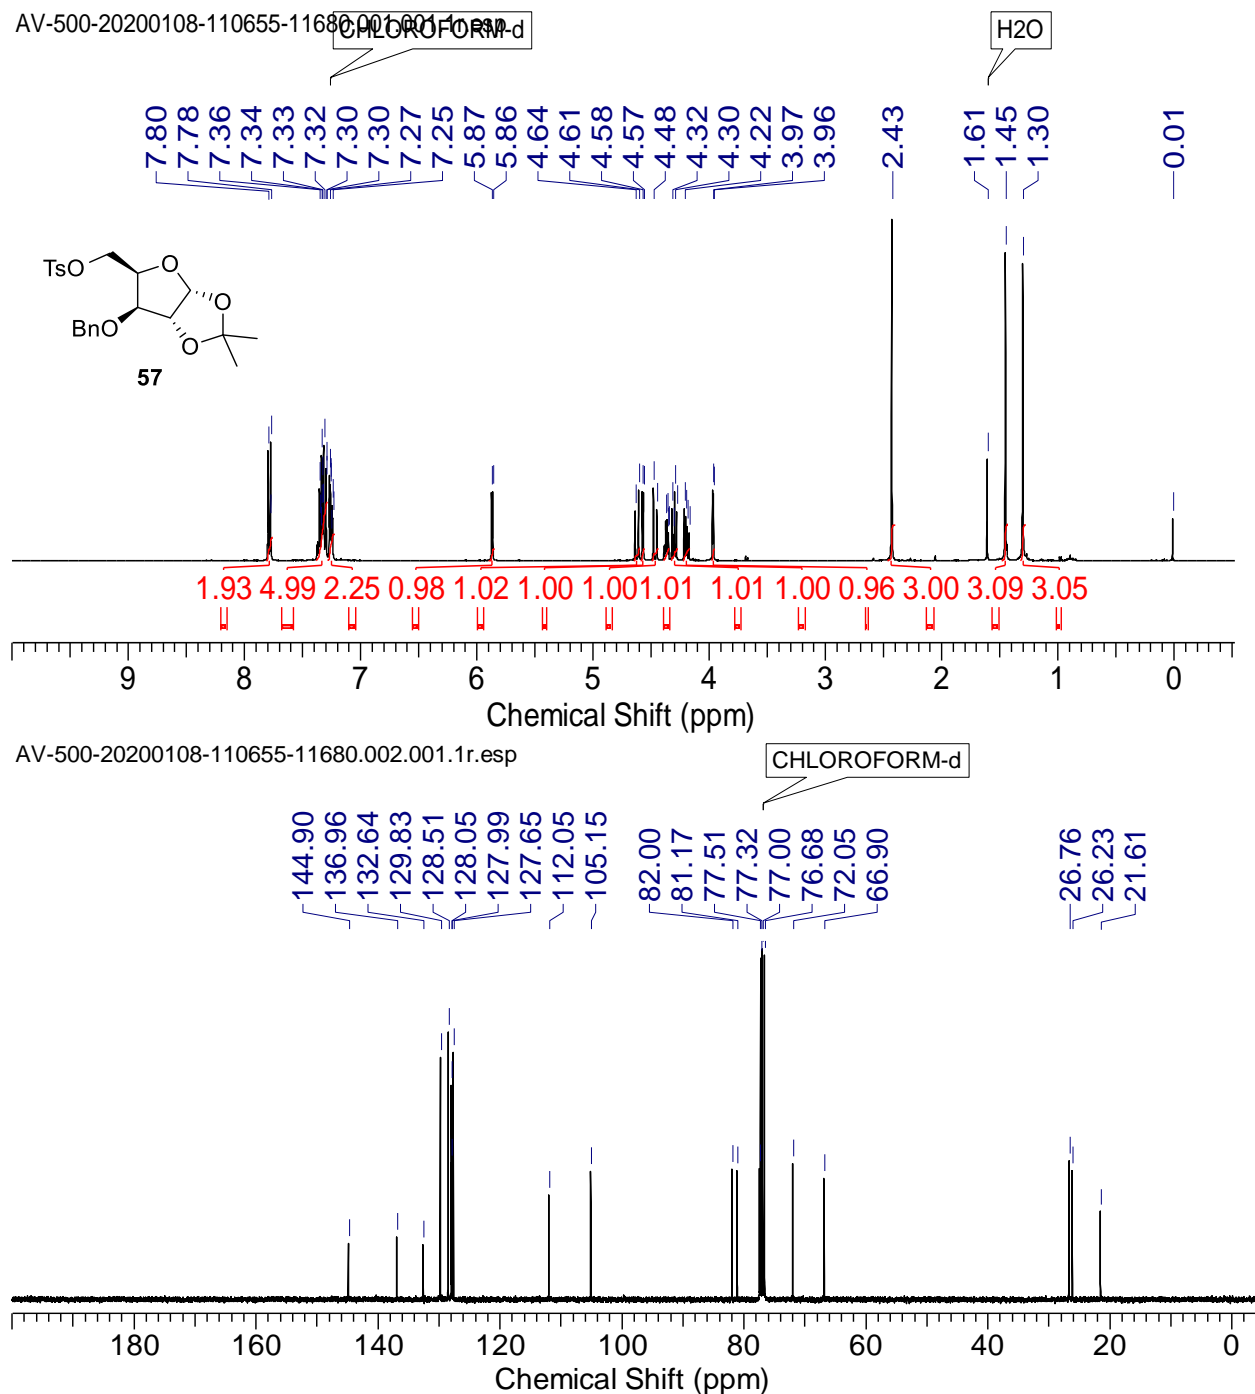 AV-500-20200108-110655-11680.001.001.1r.esp
CHLOROFORM-d
H2O
7.80 7.78 7.36 7.34 7.33 7.32 7.30 7.30 7.27 7.25 5.87 5.86 4.64 4.61 4.58 4.57 4.48 4.32 4.30 4.22 3.97 3.96 2.43 1.61 1.45 1.30 0.01
TsO
O
O
BnO
O
57
1.93 4.99 2.25 0.98 1.02 1.00 1.00 1.01 1.01 1.00 0.96 3.00 3.09 3.05
9 8 7 6 5 4 3 2 1 0
Chemical Shift (ppm)
AV-500-20200108-110655-11680.002.001.1r.esp
CHLOROFORM-d
144.90 136.96 132.64 129.83 128.51 128.05 127.99 127.65 112.05 105.15 82.00 81.17 77.51 77.32 77.00 76.68 72.05 66.90 26.76 26.23 21.61
180 160 140 120 100 80 60 40 20 0
Chemical Shift (ppm)